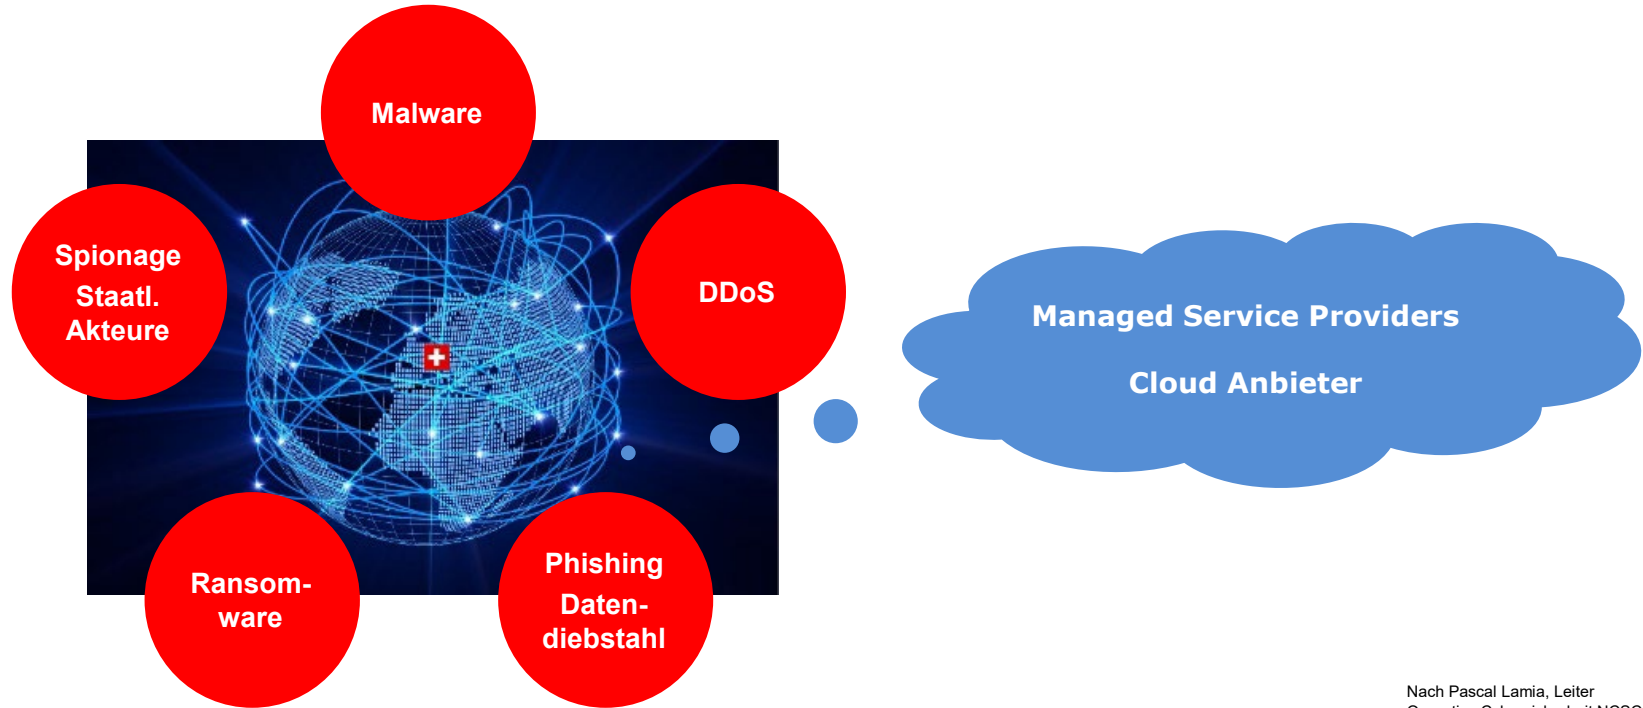 Malware
Spionage
Staatl.
Akteure
DDoS
Managed Service Providers
Cloud Anbieter
Ransom-
ware
Phishing
Daten-
diebstahl
Nach Pascal Lamia, Leiter